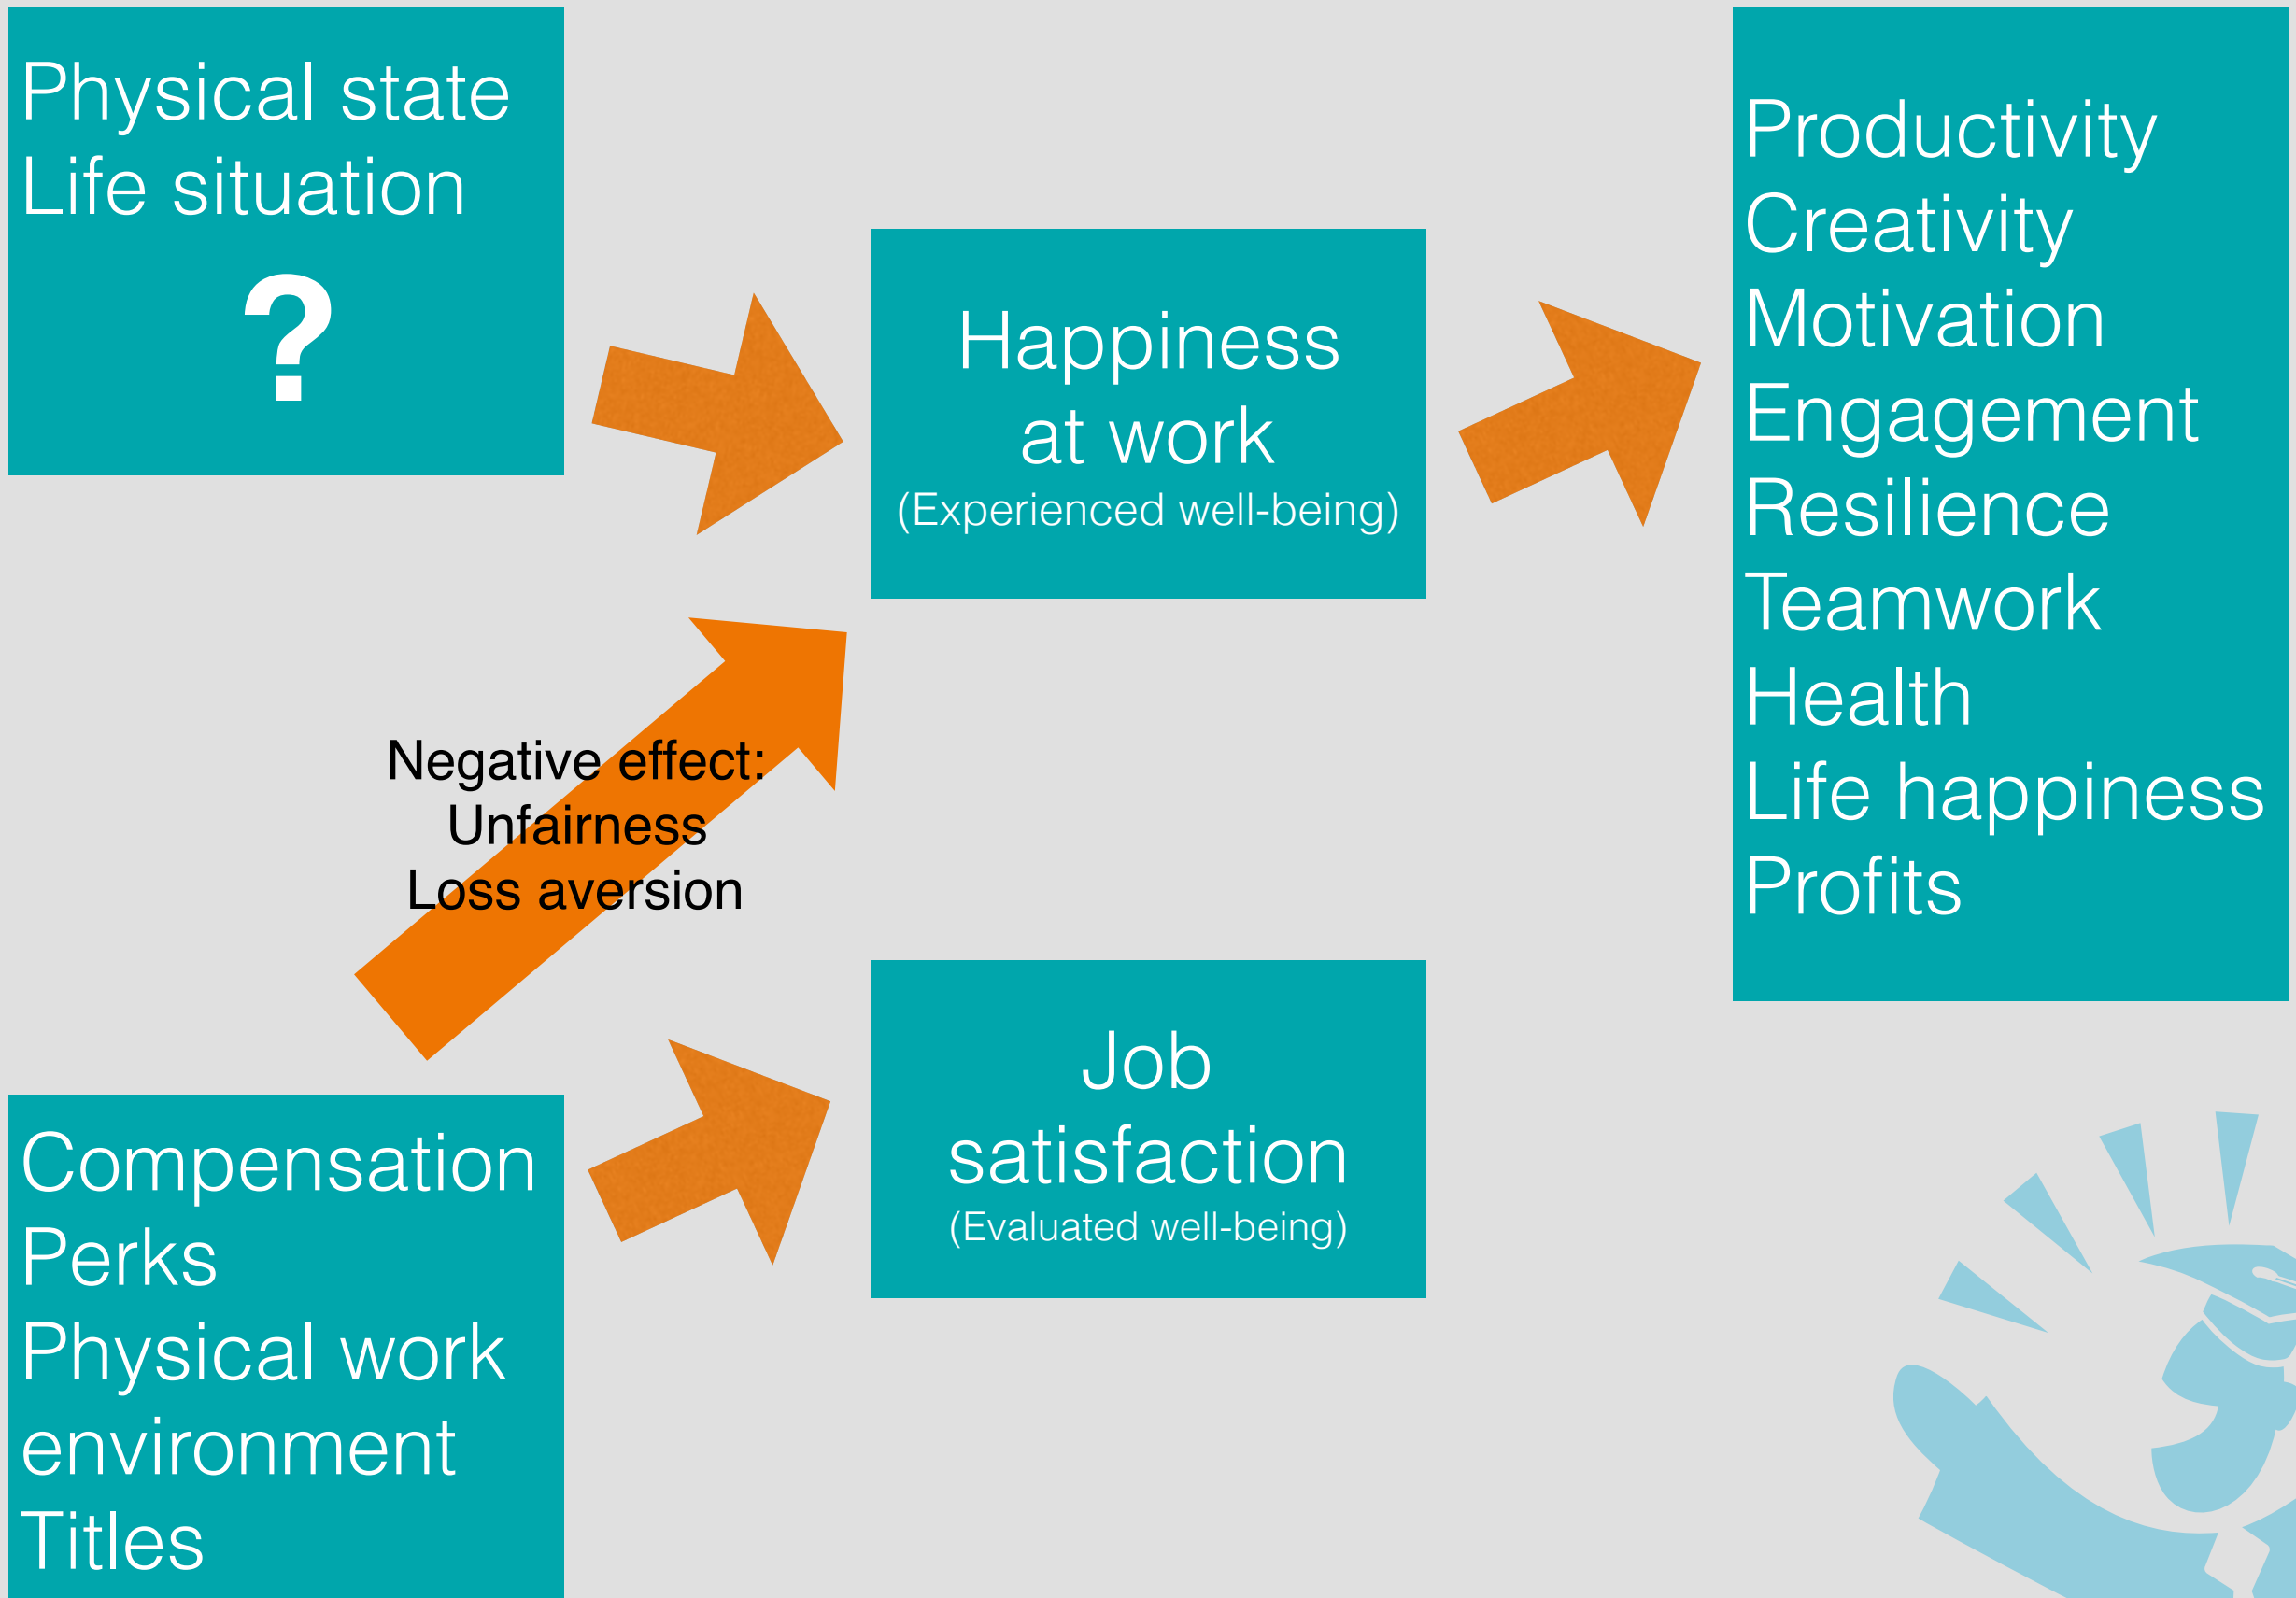 Physical state
Life situation
?
Happiness
at work
(Experienced well-being)
Productivity
Creativity
Motivation
Engagement
Resilience
Teamwork
Health
Life happiness
Profits
Negative effect:
Unfairness
Loss aversion
Compensation
Perks
Physical work
environment
Titles
Job
satisfaction
(Evaluated well-being)